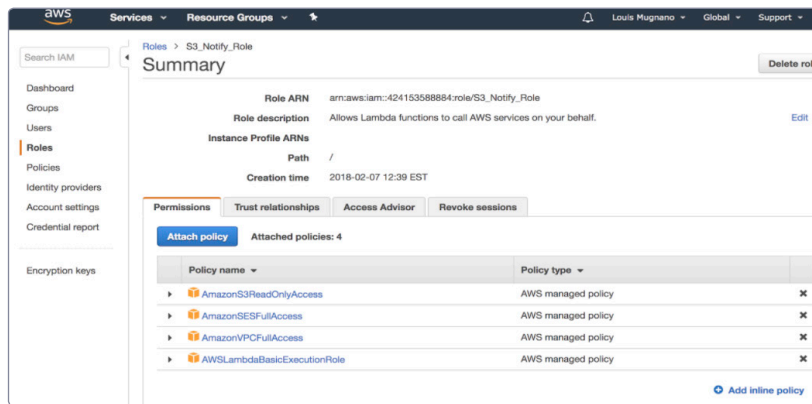 aws Services Resource Groups Louis Mugnano Global Support
Search IAM
Dashboard
Groups
Users
Roles
Policies
Identity providers
Account settings
Credential report
Encryption keys
Roles > S3_Notify_Role
Summary
Delete rol
Role ARN arn:aws:iam::424153588884:role/S3_Notify_Role
Role description Allows Lambda functions to call AWS services on your behalf. Edit
Instance Profile ARNs
Path /
Creation time 2018-02-07 12:39 EST
Permissions Trust relationships Access Advisor Revoke sessions
Attach policy Attached policies: 4
Policy name Policy type
AmazonS3ReadOnlyAccess AWS managed policy
AmazonSESFullAccess AWS managed policy
AmazonVPCFullAccess AWS managed policy
AWSLambdaBasicExecutionRole AWS managed policy
Add inline policy